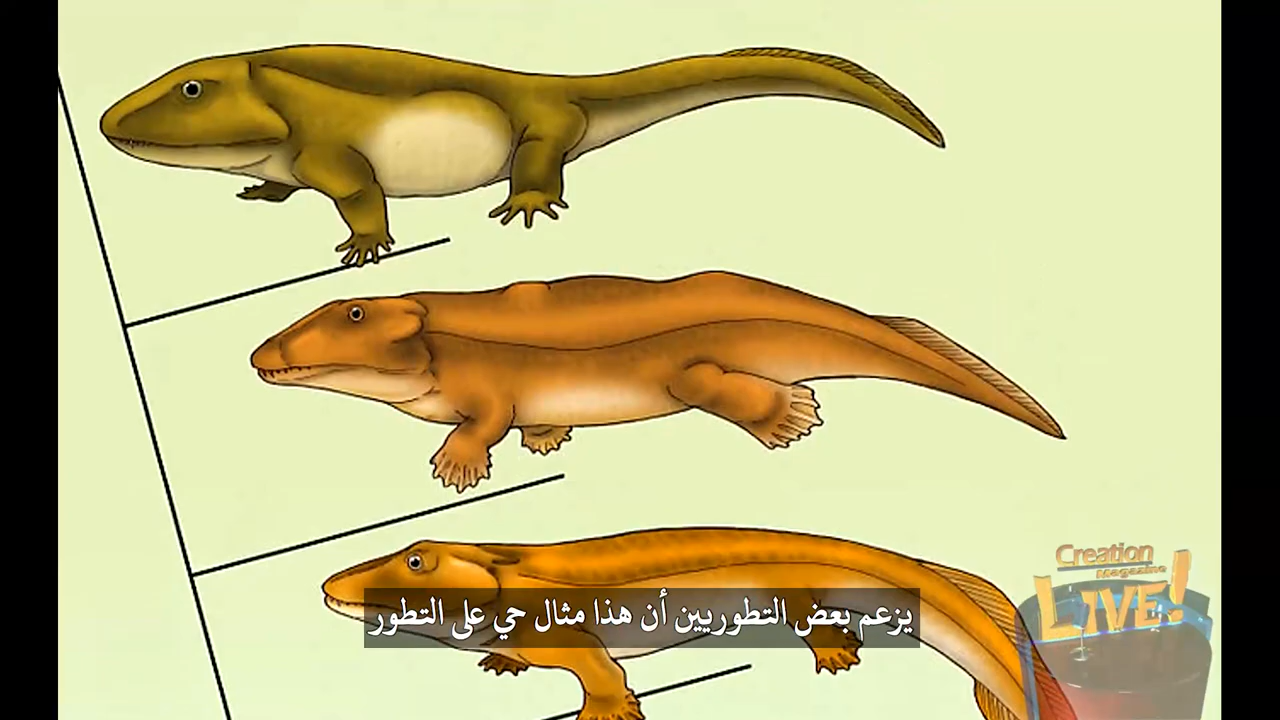 Creation
Magazine
LIVE!
يزعم بعض التطوريين أن هذا مثال حي على التطور